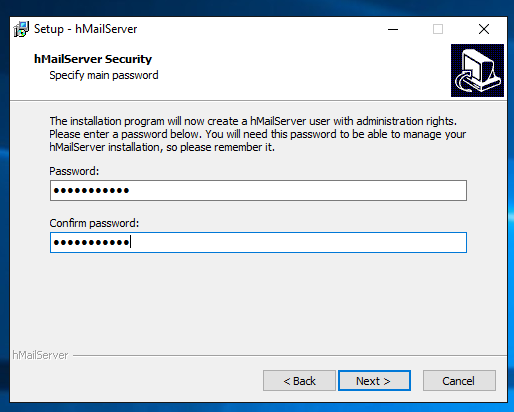 Setup - hMailServer
hMailServer Security
Specify main password
The installation program will now create a hMailServer user with administration rights.
Please enter a password below. You will need this password to be able to manage your
hMailServer installation, so please remember it.
Password:
●●●●●●●●●●●
Confirm password:
●●●●●●●●●●●
hMailServer
< Back
Next >
Cancel